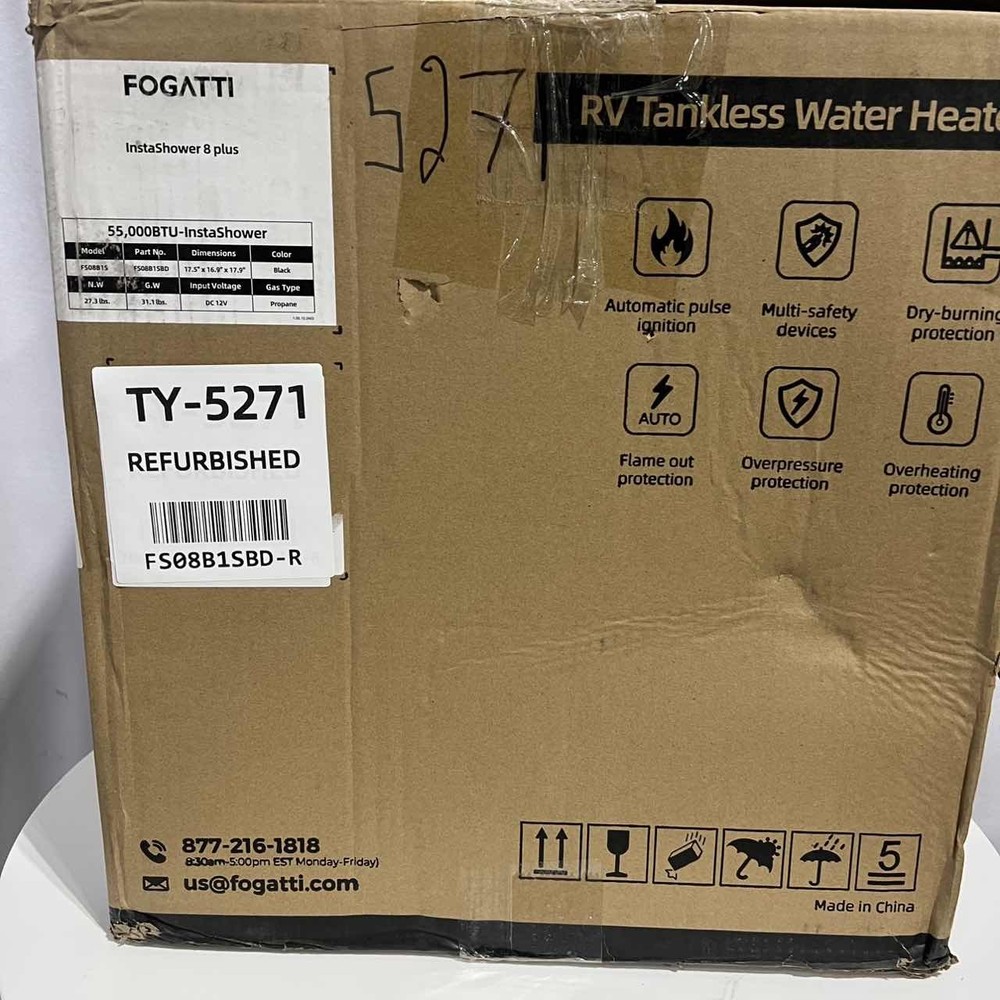 FOGATTI
InstaShower 8 plus
55,000BTU-InstaShower
Model Part No. Dimensions Color
FS08B1S FS08B1SBD 17.5" x 16.9" x 17.9" Black
N.W G.W Input Voltage Gas Type
27.3 lbs. 31.1 lbs. DC 12V Propane
5271
RV Tankless Water Heate
Automatic pulse
ignition
Multi-safety
devices
Dry-burning
protection
AUTO
Flame out
protection
Overpressure
protection
Overheating
protection
TY-5271
REFURBISHED
FS08B1SBD-R
877-216-1818
8:30am-5:00pm EST Monday-Friday)
us@fogatti.com
5
Made in China